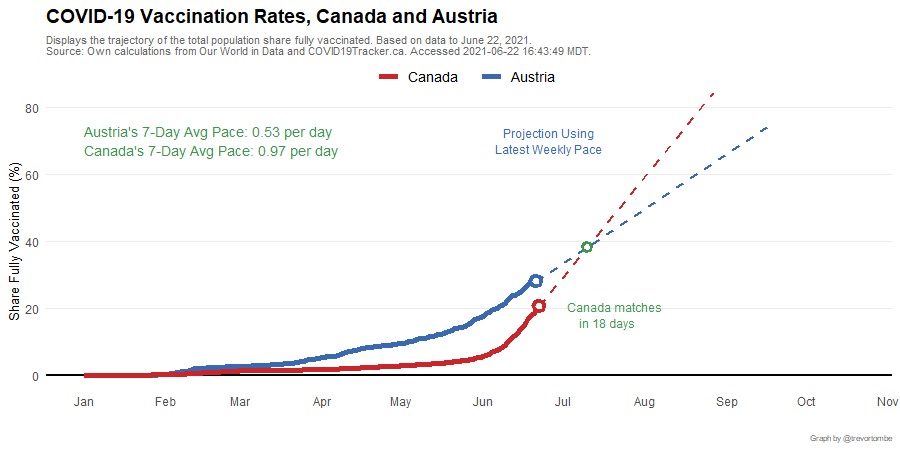 COVID-19 Vaccination Rates, Canada and Austria
Displays the trajectory of the total population share fully vaccinated. Based on data to June 22, 2021.
Source: Own calculations from Our World in Data and COVID19Tracker.ca. Accessed 2021-06-22 16:43:49 MDT.
Canada Austria
Austria's 7-Day Avg Pace: 0.53 per day
Canada's 7-Day Avg Pace: 0.97 per day
Projection Using
Latest Weekly Pace
Share Fully Vaccinated (%)
80
60
40
20
0
Canada matches
in 18 days
Jan Feb Mar Apr May Jun Jul Aug Sep Oct Nov
Graph by @trevortombe